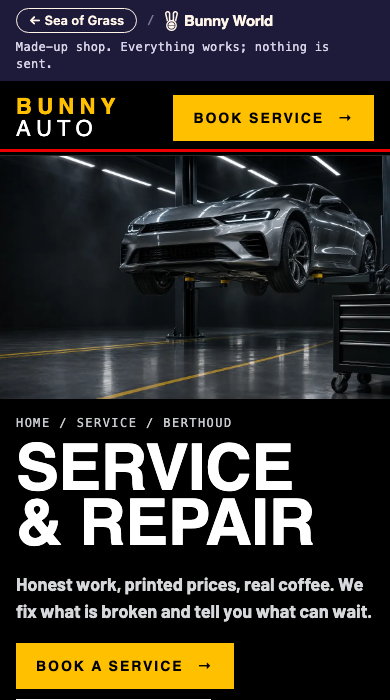 ← Sea of Grass / Bunny World
Made-up shop. Everything works; nothing is
sent.
BUNNY
AUTO
BOOK SERVICE →
HOME / SERVICE / BERTHOUD
SERVICE
& REPAIR
Honest work, printed prices, real coffee. We
fix what is broken and tell you what can wait.
BOOK A SERVICE →